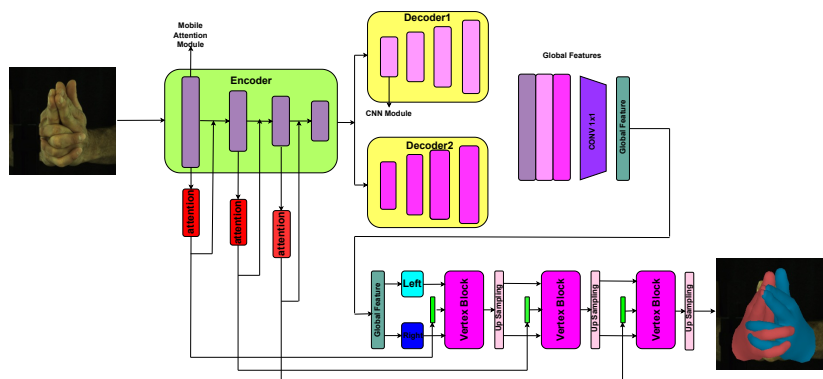 Mobile
Attention
Module
Encoder
Decoder1
CNN Module
Decoder2
Global Features
CONV 1x1
Global Feature
attention
attention
attention
Global Feature
Left
Right
Vertex Block
Up Sampling
Vertex Block
Up Sampling
Vertex Block
Up Sampling